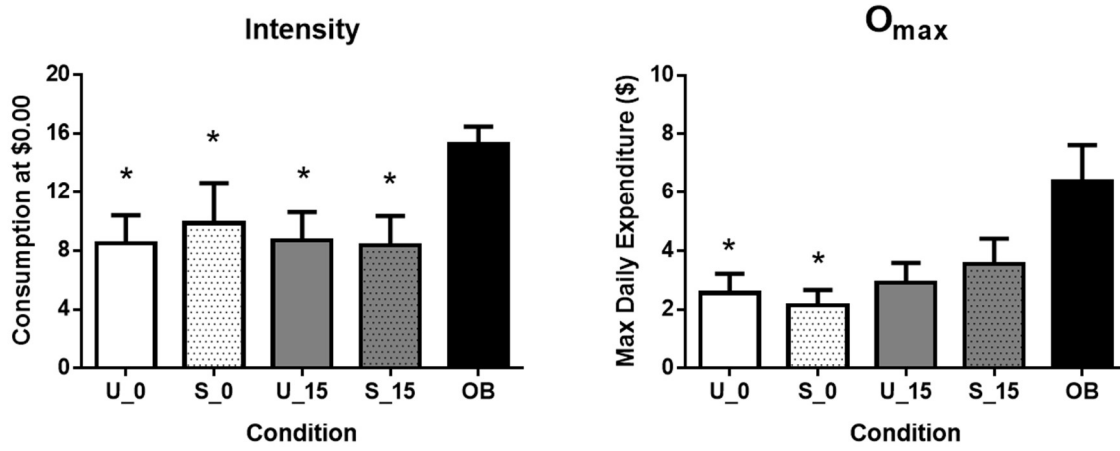 Intensity
Consumption at $0.00
20
16
12
8
4
0
*
*
*
*
U_0
S_0
U_15
S_15
OB
Condition
Omax
Max Daily Expenditure ($)
10
8
6
4
2
0
*
*
U_0
S_0
U_15
S_15
OB
Condition